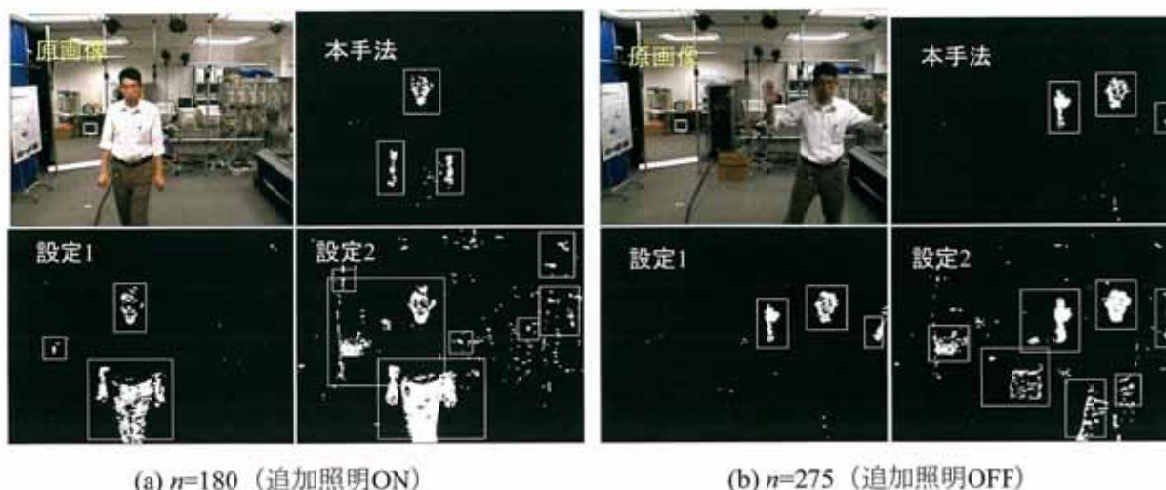 原画像
本手法
設定1
設定2
(a) n=180（追加照明ON）
原画像
本手法
設定1
設定2
(b) n=275（追加照明OFF）